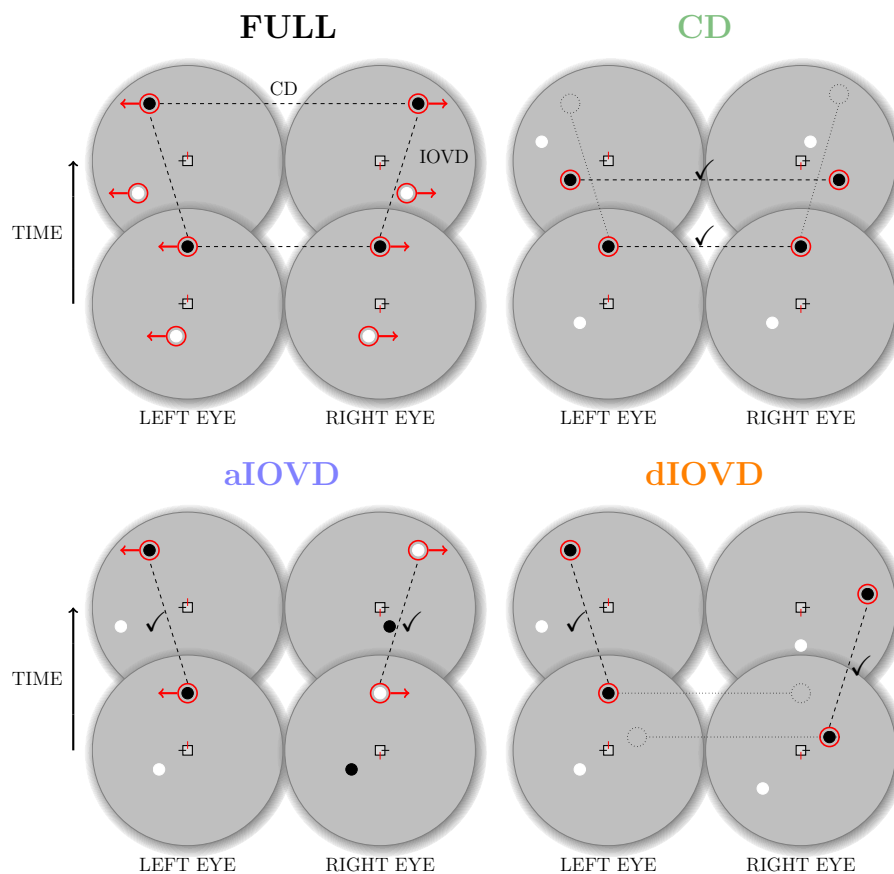 FULL
CD
CD
IOVD
TIME
LEFT EYE
RIGHT EYE
LEFT EYE
RIGHT EYE
aIOVD
dIOVD
TIME
LEFT EYE
RIGHT EYE
LEFT EYE
RIGHT EYE